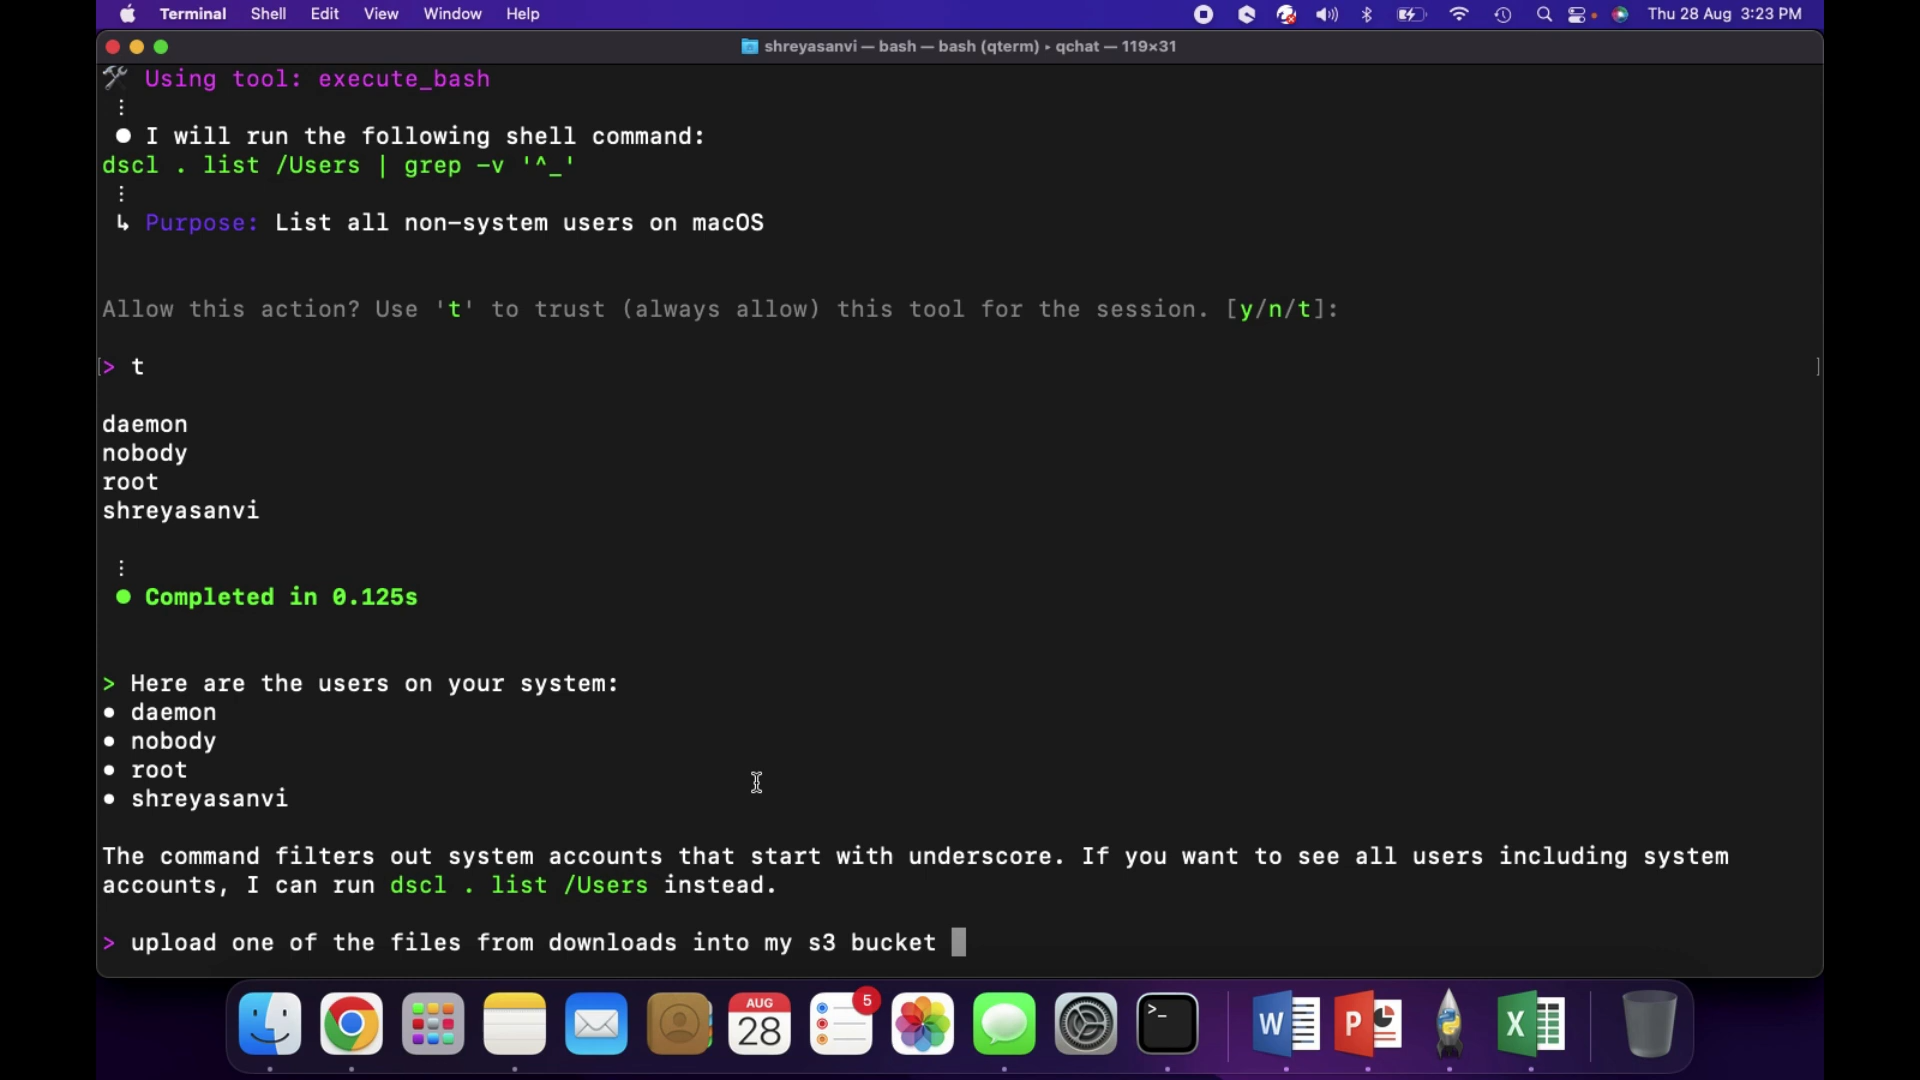 Terminal Shell Edit View Window Help Thu 28 Aug 3:23 PM
shreyasanvi — bash — bash (qterm) ▸ qchat — 119×31
🛠️ Using tool: execute_bash
⋮
● I will run the following shell command:
dscl . list /Users | grep -v '^_'
⋮
↳ Purpose: List all non-system users on macOS
Allow this action? Use 't' to trust (always allow) this tool for the session. [y/n/t]:
[> t ]
daemon
nobody
root
shreyasanvi
⋮
● Completed in 0.125s
> Here are the users on your system:
• daemon
• nobody
• root
• shreyasanvi
The command filters out system accounts that start with underscore. If you want to see all users including system
accounts, I can run dscl . list /Users instead.
> upload one of the files from downloads into my s3 bucket
AUG
28
5
>_
W
P
X